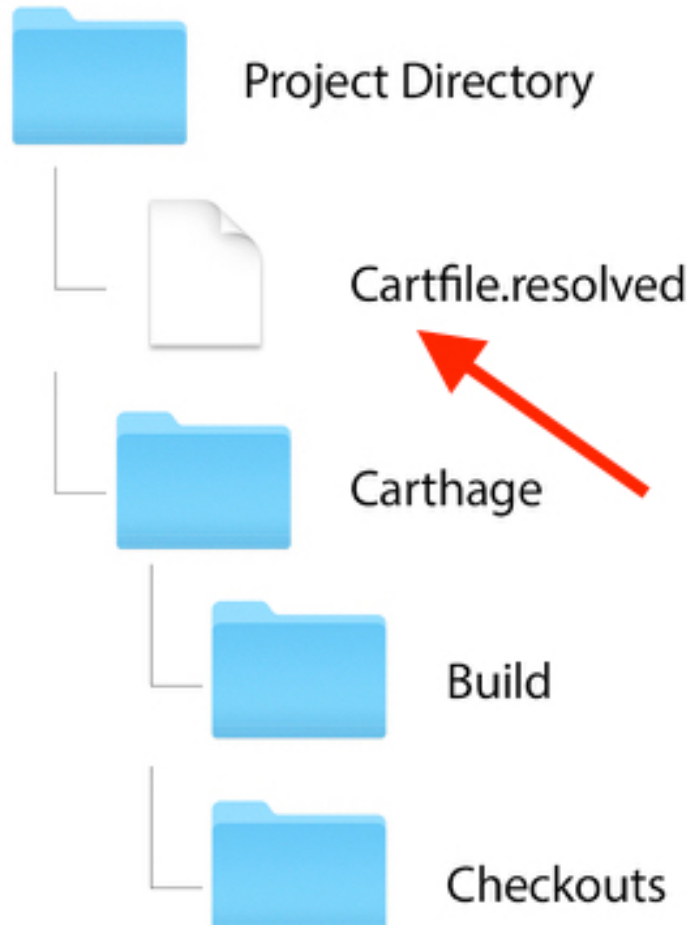 Project Directory
Cartfile.resolved
Carthage
Build
Checkouts